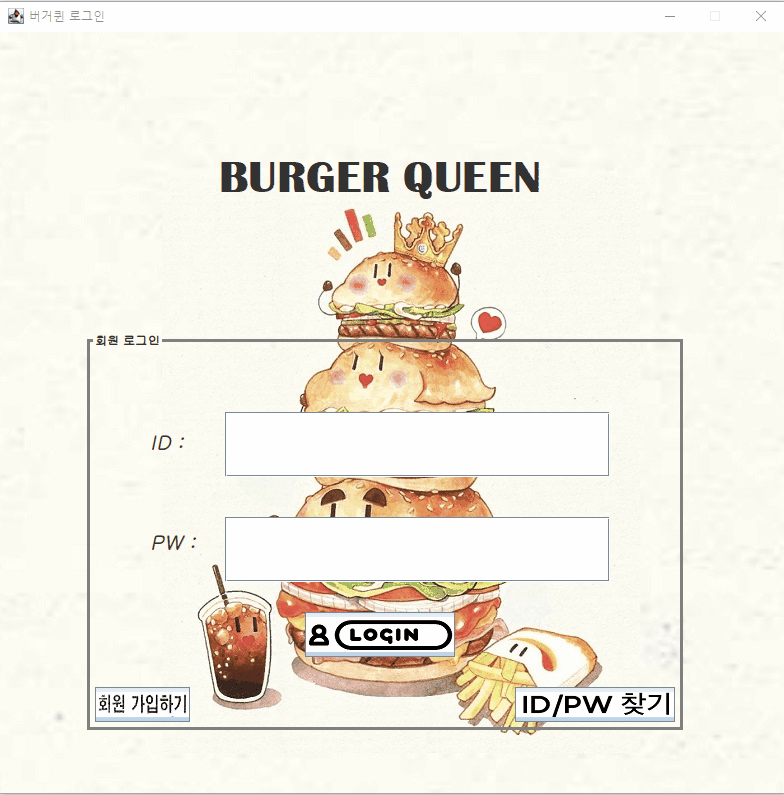 버거퀸 로그인
BURGER QUEEN
회원 로그인
ID :
PW :
LOGIN
회원 가입하기
ID/PW 찾기